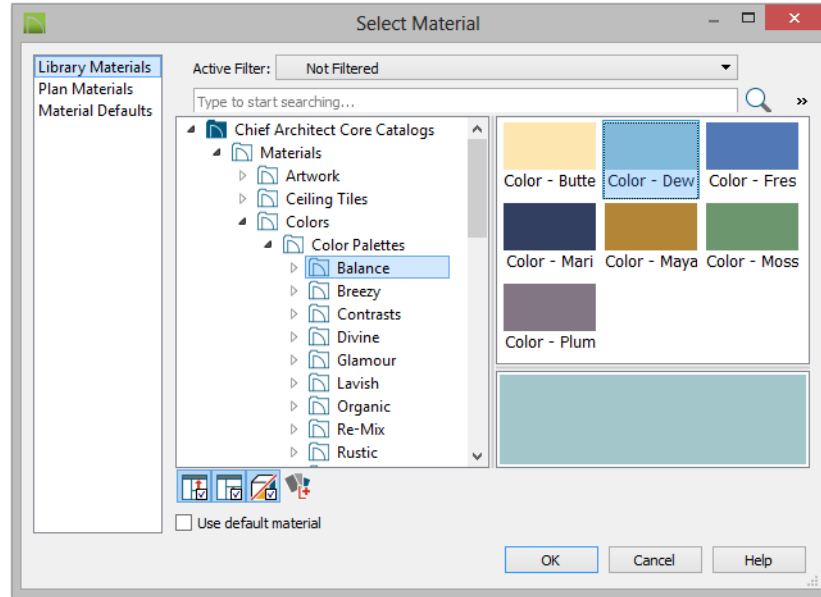 Select Material
Library Materials
Plan Materials
Material Defaults
Active Filter: Not Filtered
Type to start searching...
»
Chief Architect Core Catalogs
Materials
Artwork
Ceiling Tiles
Colors
Color Palettes
Balance
Breezy
Contrasts
Divine
Glamour
Lavish
Organic
Re-Mix
Rustic
Color - Butte Color - Dew Color - Fres
Color - Mari Color - Maya Color - Moss
Color - Plum
Use default material
OK Cancel Help